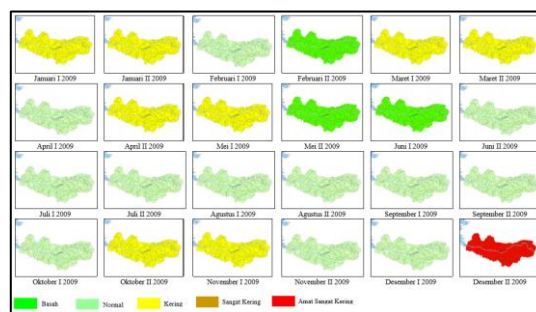 Januari I 2009 Januari II 2009 Februari I 2009 Februari II 2009 Maret I 2009 Maret II 2009
April I 2009 April II 2009 Mei I 2009 Mei II 2009 Juni I 2009 Juni II 2009
Juli I 2009 Juli II 2009 Agustus I 2009 Agustus II 2009 September I 2009 September II 2009
Oktober I 2009 Oktober II 2009 November I 2009 November II 2009 Desember I 2009 Desember II 2009
Basah Normal Kering Sangat Kering Amat Sangat Kering